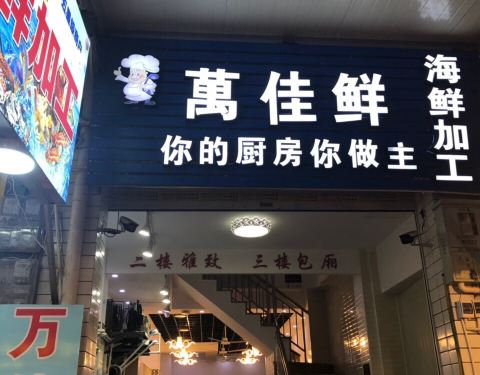 鲜加工
萬佳鲜
海鲜加工
你的厨房你做主
二楼雅致 三楼包厢
万